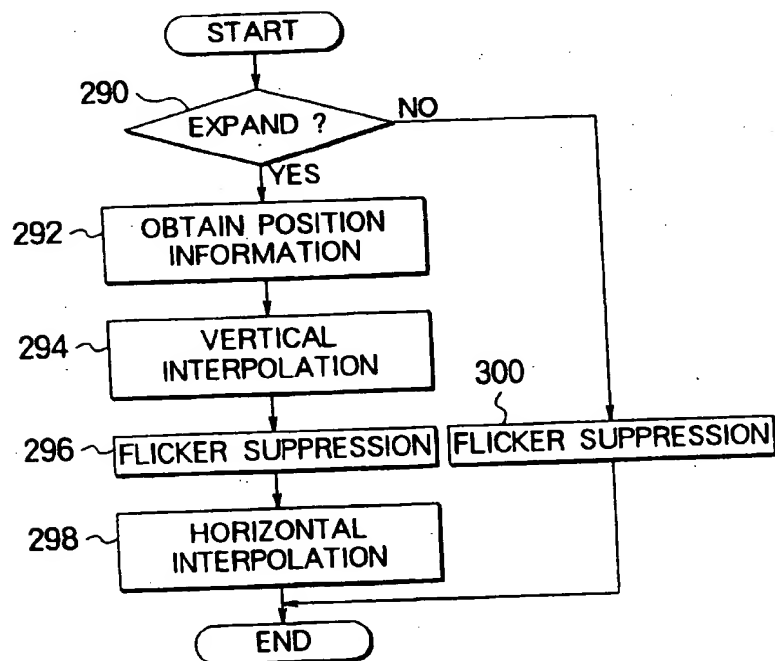 START
290
EXPAND ?
NO
YES
292
OBTAIN POSITION
INFORMATION
294
VERTICAL
INTERPOLATION
296
FLICKER SUPPRESSION
300
FLICKER SUPPRESSION
298
HORIZONTAL
INTERPOLATION
END